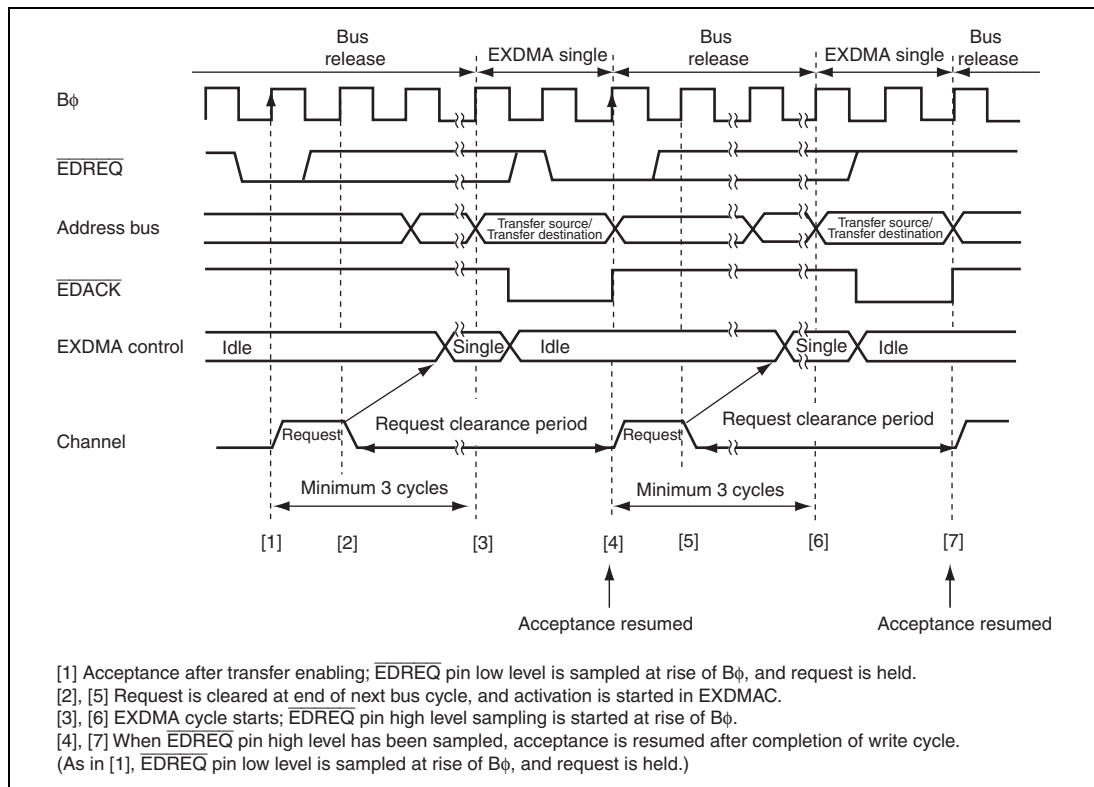 Bus
release
EXDMA single
Bus
release
EXDMA single
Bus
release
Bφ
EDREQ
Address bus
Transfer source/
Transfer destination
Transfer source/
Transfer destination
EDACK
EXDMA control
Idle
Single
Idle
Single
Idle
Channel
Request
Request clearance period
Request
Request clearance period
Minimum 3 cycles
Minimum 3 cycles
[1]
[2]
[3]
[4]
[5]
[6]
[7]
Acceptance resumed
Acceptance resumed
[1] Acceptance after transfer enabling; EDREQ pin low level is sampled at rise of Bφ, and request is held.
[2], [5] Request is cleared at end of next bus cycle, and activation is started in EXDMAC.
[3], [6] EXDMA cycle starts; EDREQ pin high level sampling is started at rise of Bφ.
[4], [7] When EDREQ pin high level has been sampled, acceptance is resumed after completion of write cycle.
(As in [1], EDREQ pin low level is sampled at rise of Bφ, and request is held.)